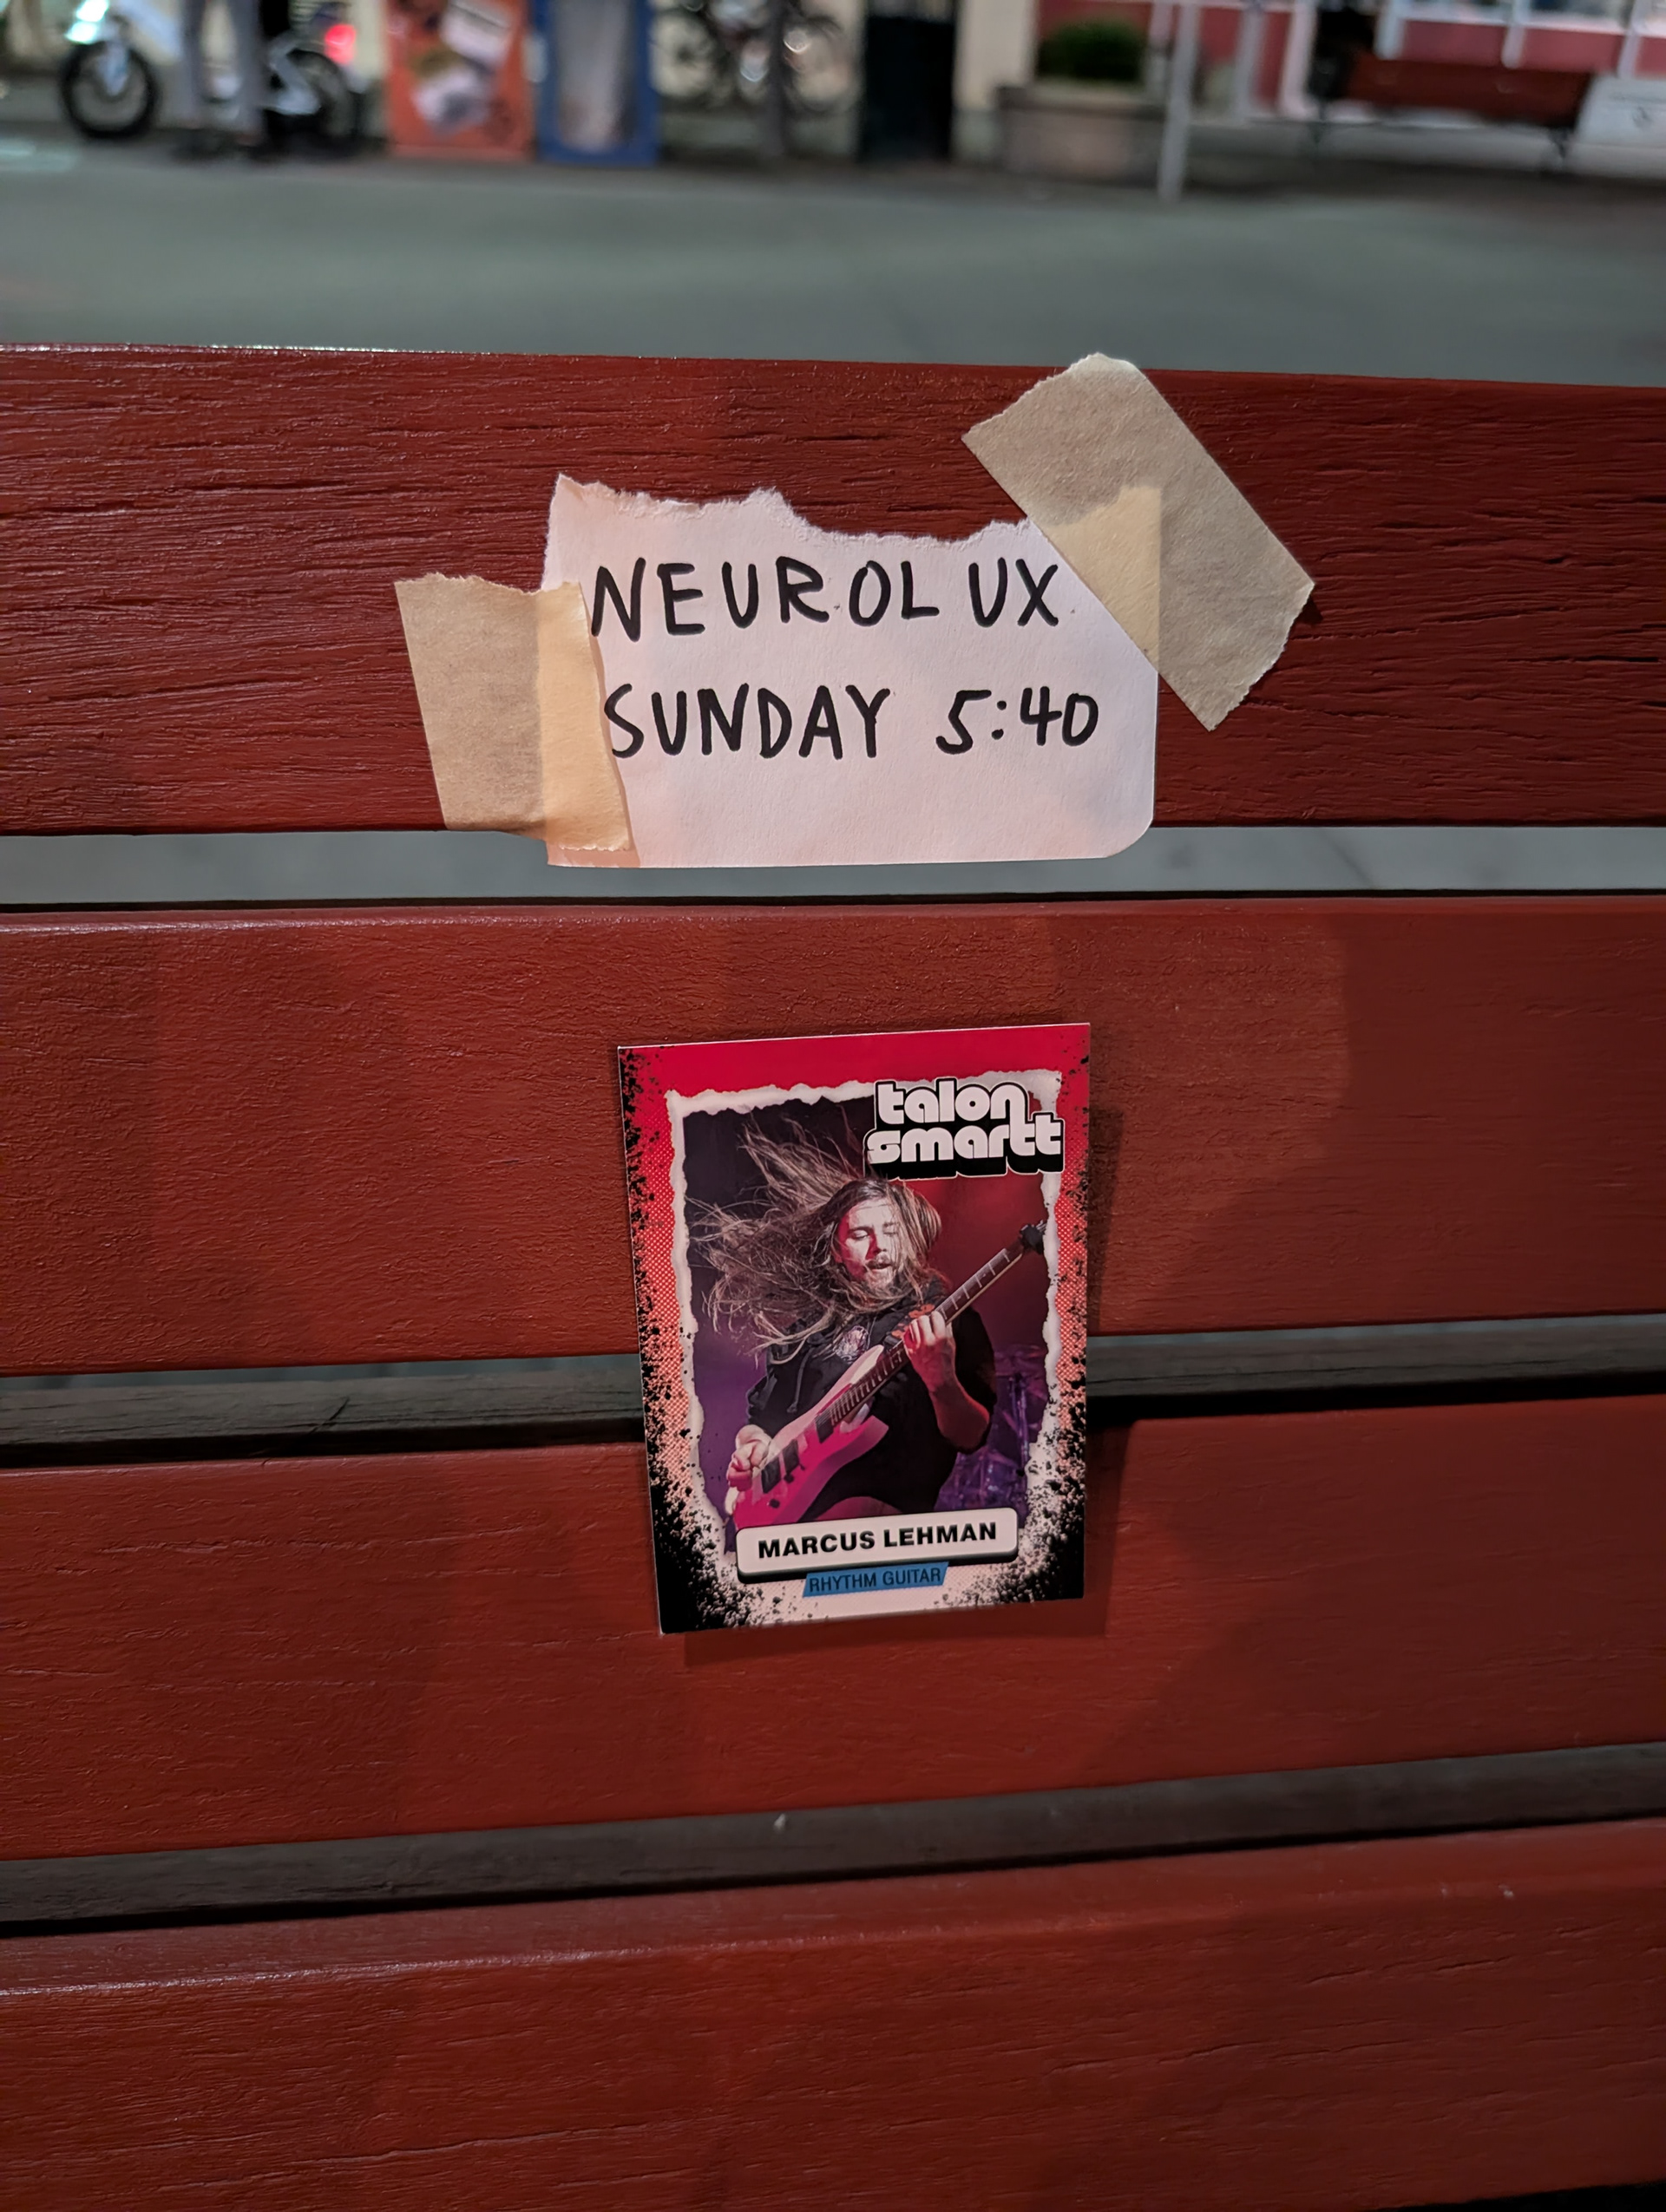 NEUROLUX
SUNDAY 5:40
talon
smartt
MARCUS LEHMAN
RHYTHM GUITAR